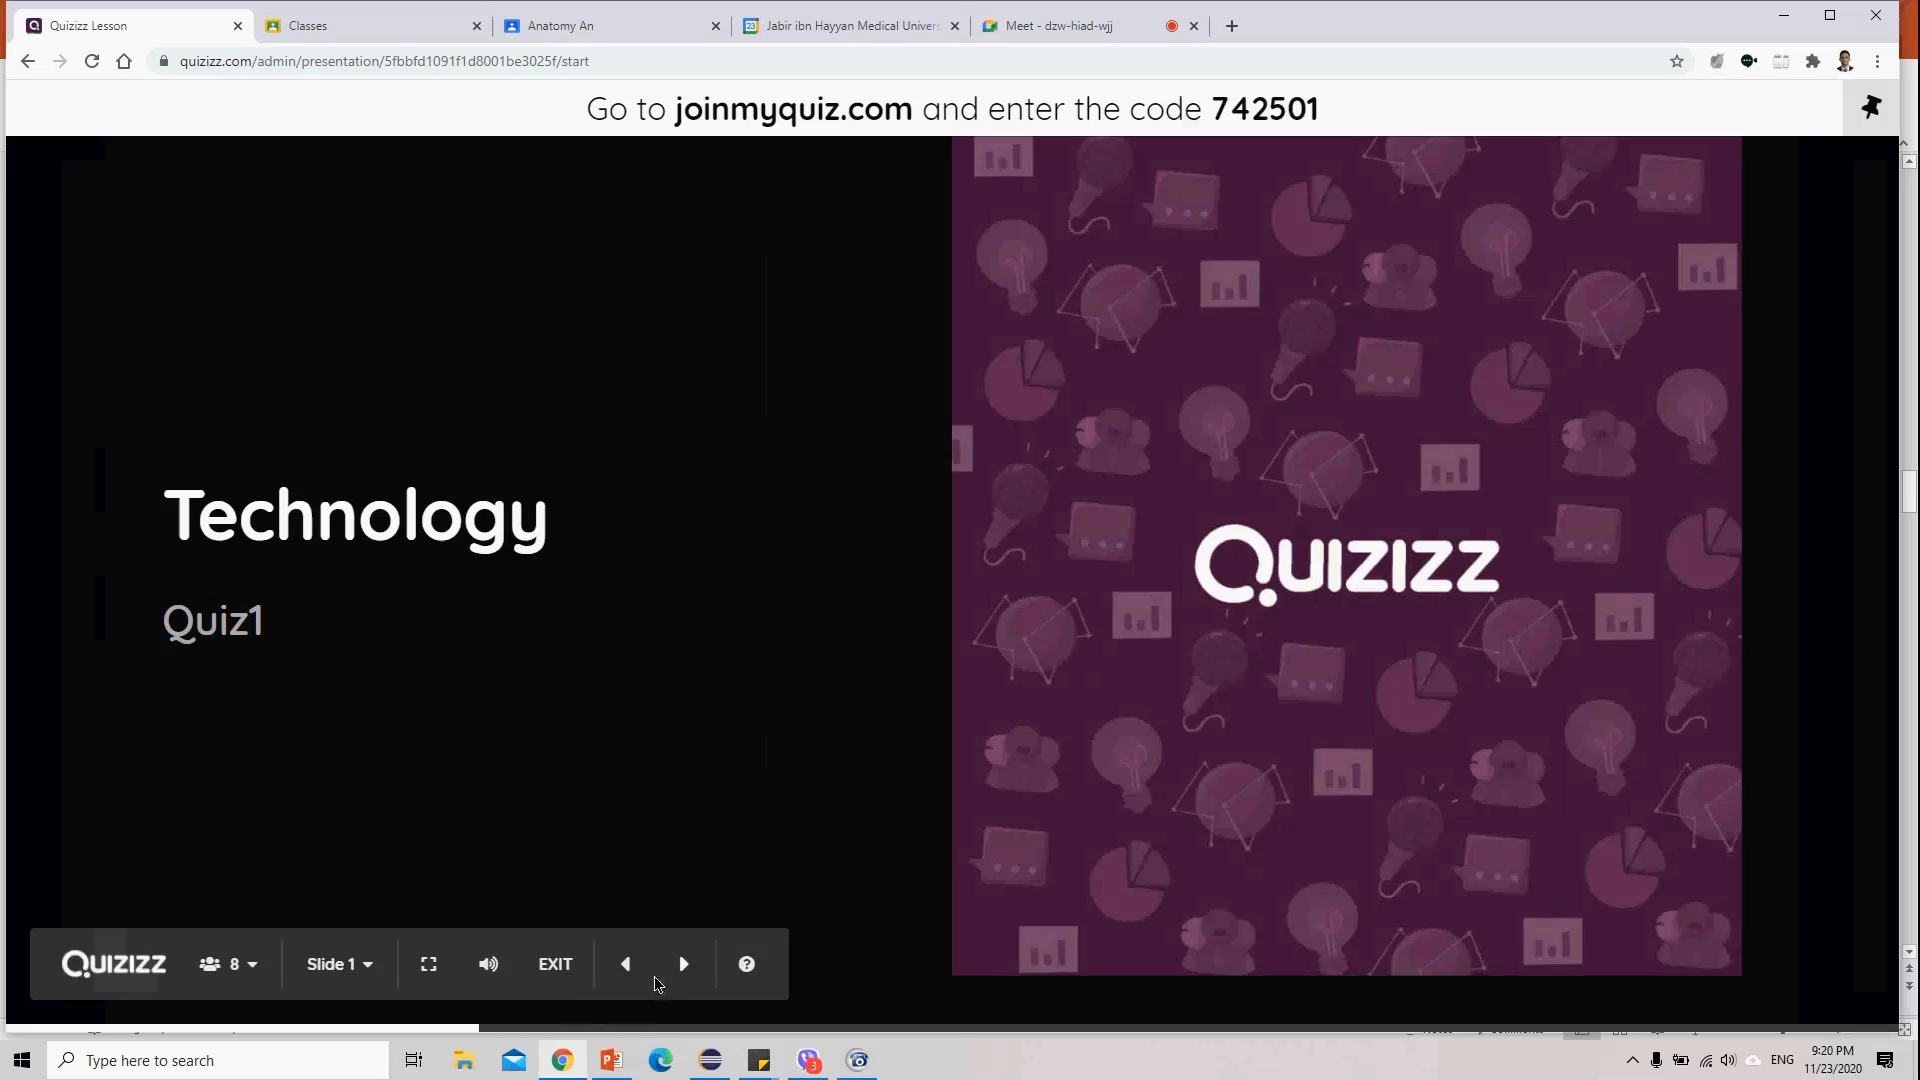 Quizizz Lesson
Classes
Anatomy An
Jabir ibn Hayyan Medical Univers
Meet - dzw-hiad-wjj
quizizz.com/admin/presentation/5fbbfd1091f1d8001be3025f/start
Go to joinmyquiz.com and enter the code 742501
Technology
Quiz1
QUIZIZZ
QUIZIZZ
8
Slide 1
EXIT
Type here to search
3
ENG
9:20 PM
11/23/2020